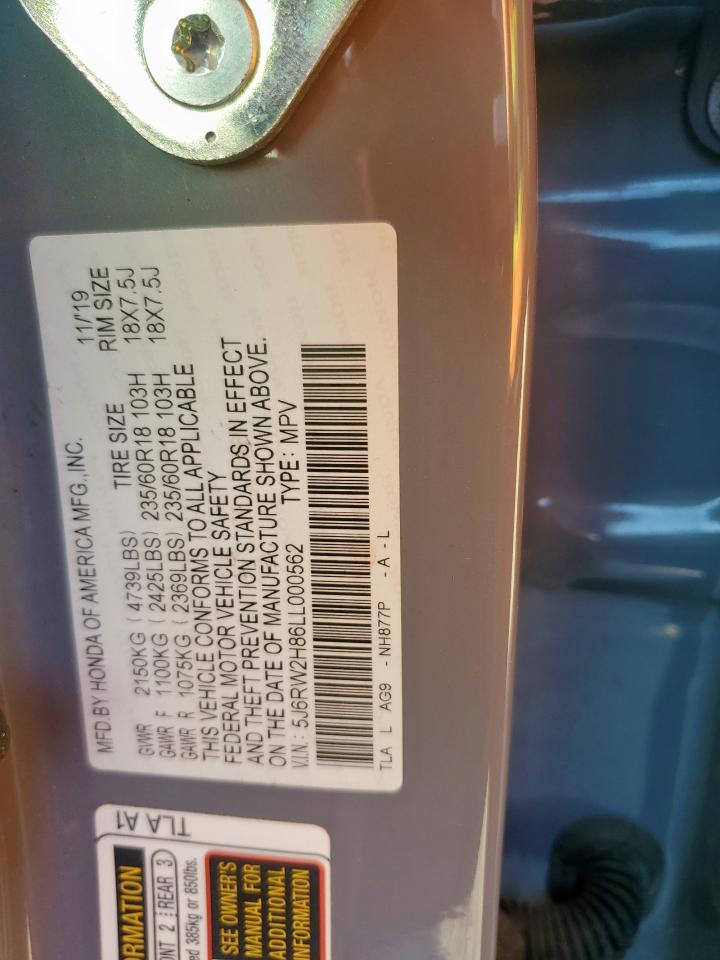 MFD.BY HONDA OF AMERICA MFG.,INC. 11/'19
TIRE SIZE RIM SIZE
GVWR 2150KG (4739LBS)
GAWR F 1100KG (2425LBS) 235/60R18 103H 18X7.5J
GAWR R 1075KG (2369LBS) 235/60R18 103H 18X7.5J
THIS VEHICLE CONFORMS TO ALL APPLICABLE
FEDERAL MOTOR VEHICLE SAFETY
AND THEFT PREVENTION STANDARDS IN EFFECT
ON THE DATE OF MANUFACTURE SHOWN ABOVE.
V.I.N.: 5J6RW2H86LL000562 TYPE: MPV
TLA L AG9 -NH877P -A-L
TLA A1
2 REAR 3
385kg or 850lbs.
SEE OWNER'S
MANUAL FOR
ADDITIONAL
INFORMATION